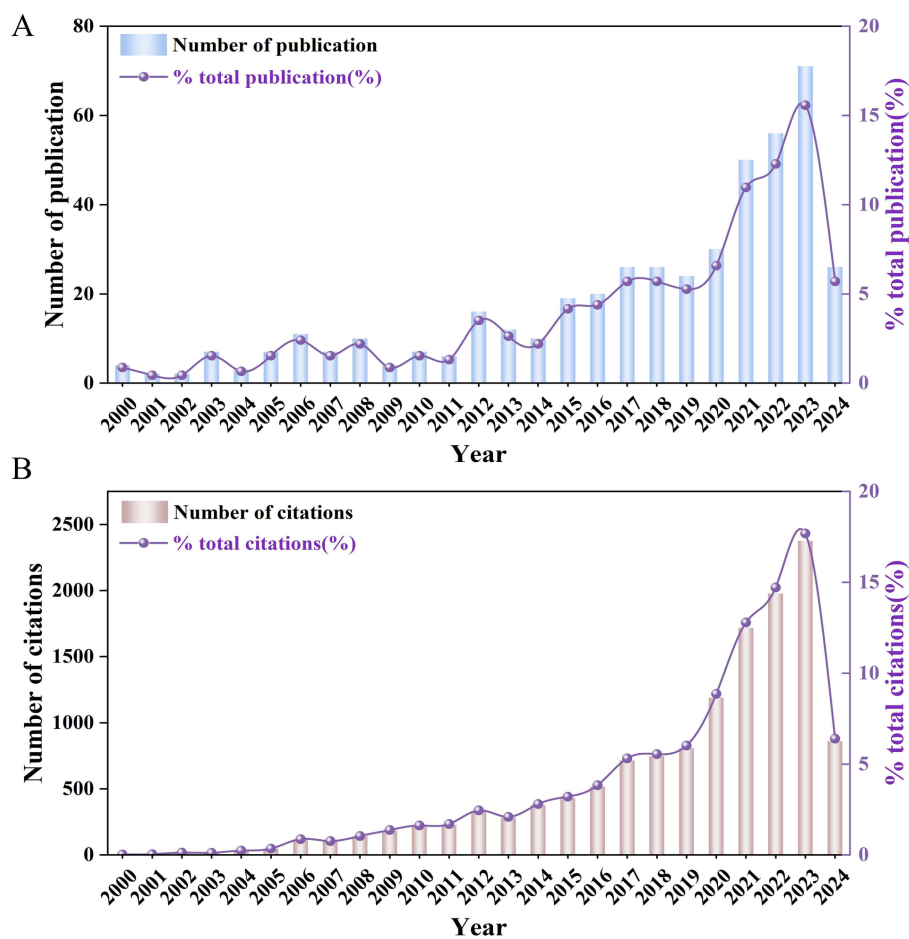 A
Number of publication
% total publication(%)
Number of publication
80
60
40
20
0
% total publication(%)
20
15
10
5
0
2000 2001 2002 2003 2004 2005 2006 2007 2008 2009 2010 2011 2012 2013 2014 2015 2016 2017 2018 2019 2020 2021 2022 2023 2024
Year
B
Number of citations
% total citations(%)
Number of citations
2500
2000
1500
1000
500
0
% total citations(%)
20
15
10
5
0
2000 2001 2002 2003 2004 2005 2006 2007 2008 2009 2010 2011 2012 2013 2014 2015 2016 2017 2018 2019 2020 2021 2022 2023 2024
Year